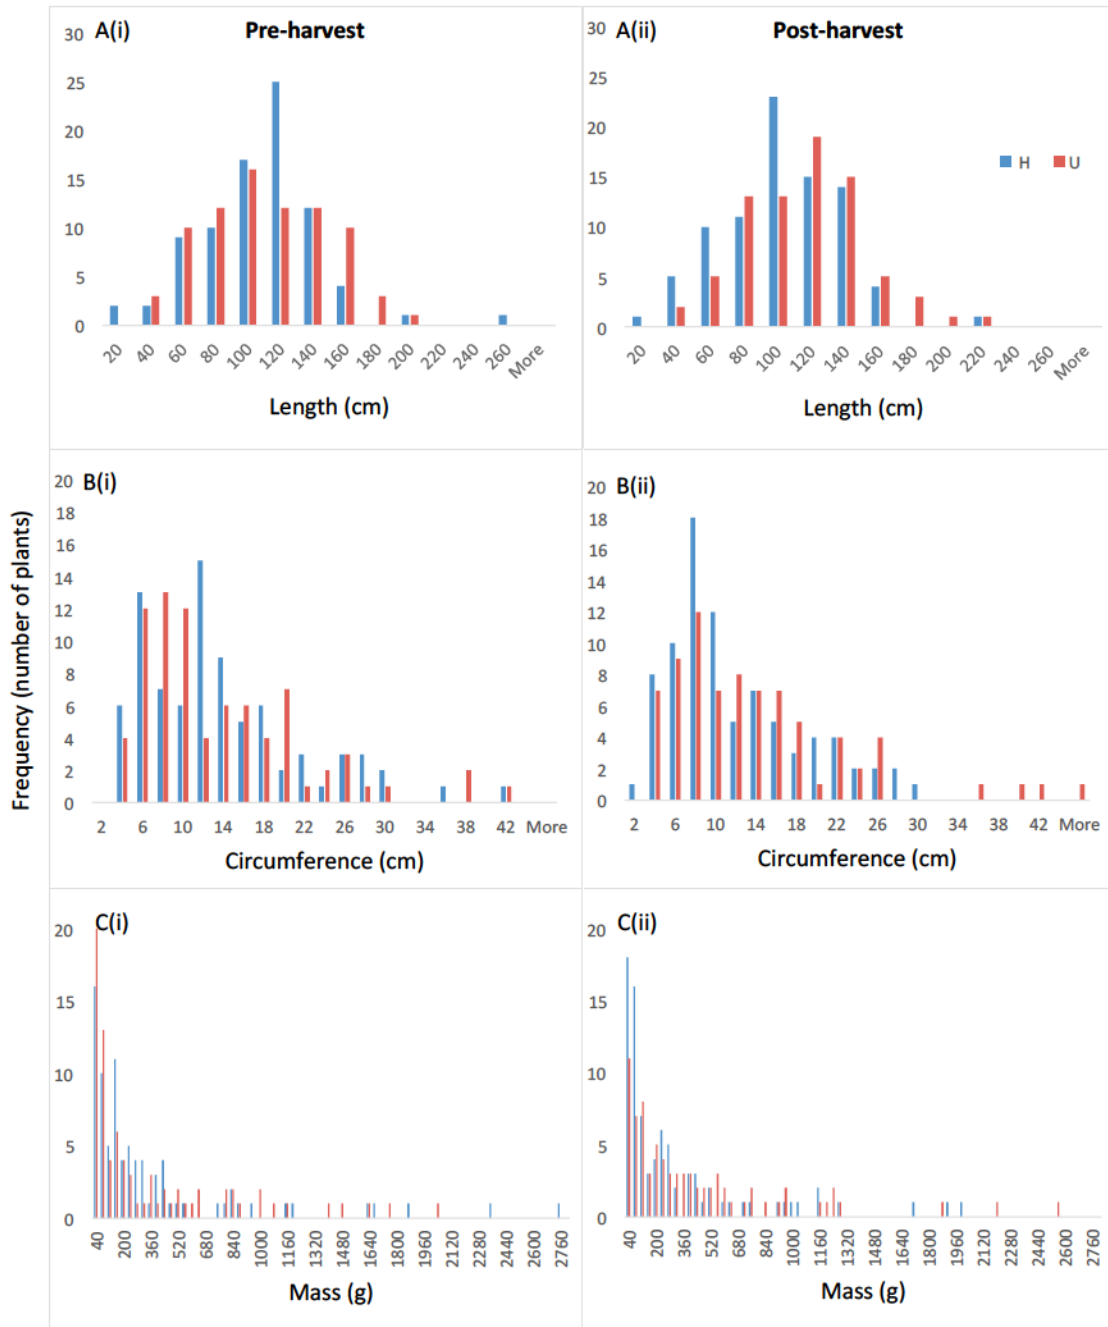 A(i) Pre-harvest
30
25
20
15
10
5
0
20 40 60 80 100 120 140 160 180 200 220 240 260 More
Length (cm)
A(ii) Post-harvest
30
25
20
15
10
5
0
H U
20 40 60 80 100 120 140 160 180 200 220 240 260 More
Length (cm)
Frequency (number of plants)
B(i)
20
18
16
14
12
10
8
6
4
2
0
2 6 10 14 18 22 26 30 34 38 42 More
Circumference (cm)
B(ii)
20
18
16
14
12
10
8
6
4
2
0
2 6 10 14 18 22 26 30 34 38 42 More
Circumference (cm)
C(i)
20
15
10
5
0
40 200 360 520 680 840 1000 1160 1320 1480 1640 1800 1960 2120 2280 2440 2600 2760
Mass (g)
C(ii)
20
15
10
5
0
40 200 360 520 680 840 1000 1160 1320 1480 1640 1800 1960 2120 2280 2440 2600 2760
Mass (g)